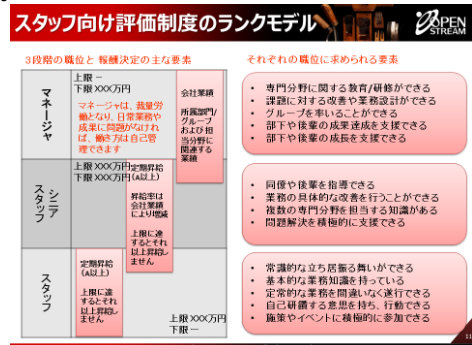 スタッフ向け評価制度のランクモデル
OPEN
STREAM
3段階の職位と 報酬決定の主な要素
それぞれの職位に求められる要素
マネージャ
上限 －
下限 XXX万円
マネージャは、裁量労
働となり、日常業務や
成果に問題がなけれ
ば、働き方は自己管
理できます
会社業績
所属部門/
グループ
および担
当分野に
関連する
業績
・ 専門分野に関する教育/研修ができる
・ 課題に対する改善や業務設計ができる
・ グループを率いることができる
・ 部下や後輩の成果達成を支援できる
・ 部下や後輩の成長を支援できる
シニア
スタッフ
上限 XXX万円
下限 XXX万円
定期昇給
(A以上)
昇給率は
会社業績
により増減
上限に達
するとそれ
以上昇給し
ません
・ 同僚や後輩を指導できる
・ 業務の具体的な改善を行うことができる
・ 複数の専門分野を担当する知識がある
・ 問題解決を積極的に支援できる
スタッフ
定期昇給
(A以上)
上限に達
するとそれ
以上昇給し
ません
上限 XXX万円
下限 －
・ 常識的な立ち居振る舞いができる
・ 基本的な業務知識を持っている
・ 定常的な業務を間違いなく遂行できる
・ 自己研鑽する意思を持ち、行動できる
・ 施策やイベントに積極的に参加できる
11